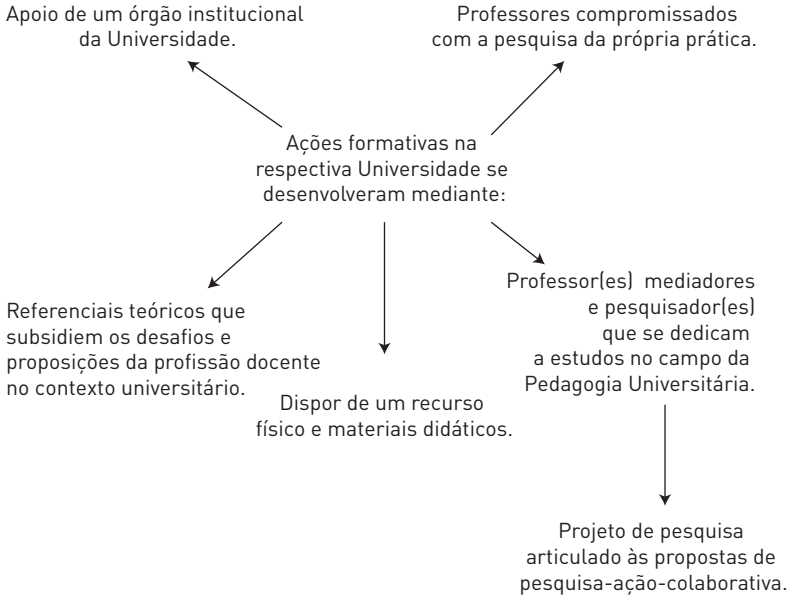 Apoio de um órgão institucional
da Universidade.
Professores compromissados
com a pesquisa da própria prática.
Ações formativas na
respectiva Universidade se
desenvolveram mediante:
Referenciais teóricos que
subsidiem os desafios e
proposições da profissão docente
no contexto universitário.
Dispor de um recurso
físico e materiais didáticos.
Professor(es) mediadores
e pesquisador(es)
que se dedicam
a estudos no campo da
Pedagogia Universitária.
Projeto de pesquisa
articulado às propostas de
pesquisa-ação-colaborativa.